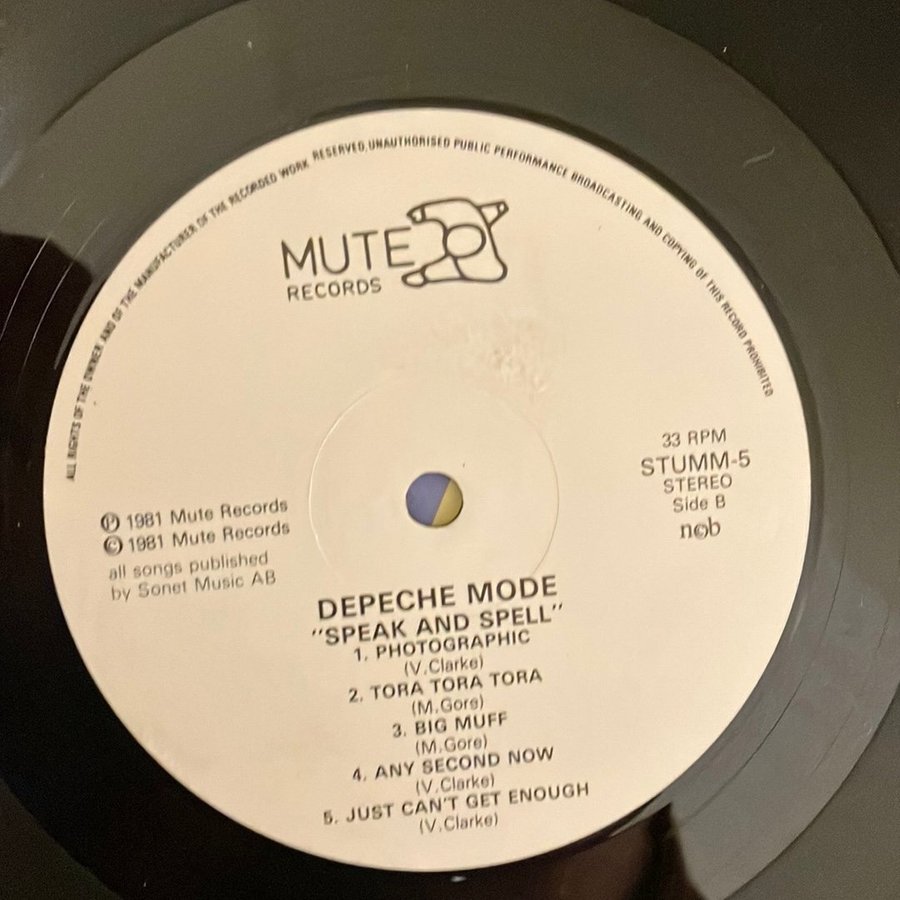 ALL RIGHTS OF THE OWNER AND OF THE MANUFACTURER OF THE RECORDED WORK RESERVED, UNAUTHORISED PUBLIC PERFORMANCE BROADCASTING AND COPYING OF THIS RECORD PROHIBITED
MUTE
RECORDS
33 RPM
STUMM-5
STEREO
Side B
ncb
Ⓟ 1981 Mute Records
© 1981 Mute Records
all songs published
by Sonet Music AB
DEPECHE MODE
"SPEAK AND SPELL"
1. PHOTOGRAPHIC
(V.Clarke)
2. TORA TORA TORA
(M.Gore)
3. BIG MUFF
(M.Gore)
4. ANY SECOND NOW
(V.Clarke)
5. JUST CAN'T GET ENOUGH
(V.Clarke)